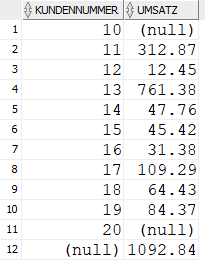 KUNDENNUMMER UMSATZ
1 10 (null)
2 11 312.87
3 12 12.45
4 13 761.38
5 14 47.76
6 15 45.42
7 16 31.38
8 17 109.29
9 18 64.43
10 19 84.37
11 20 (null)
12 (null) 1092.84